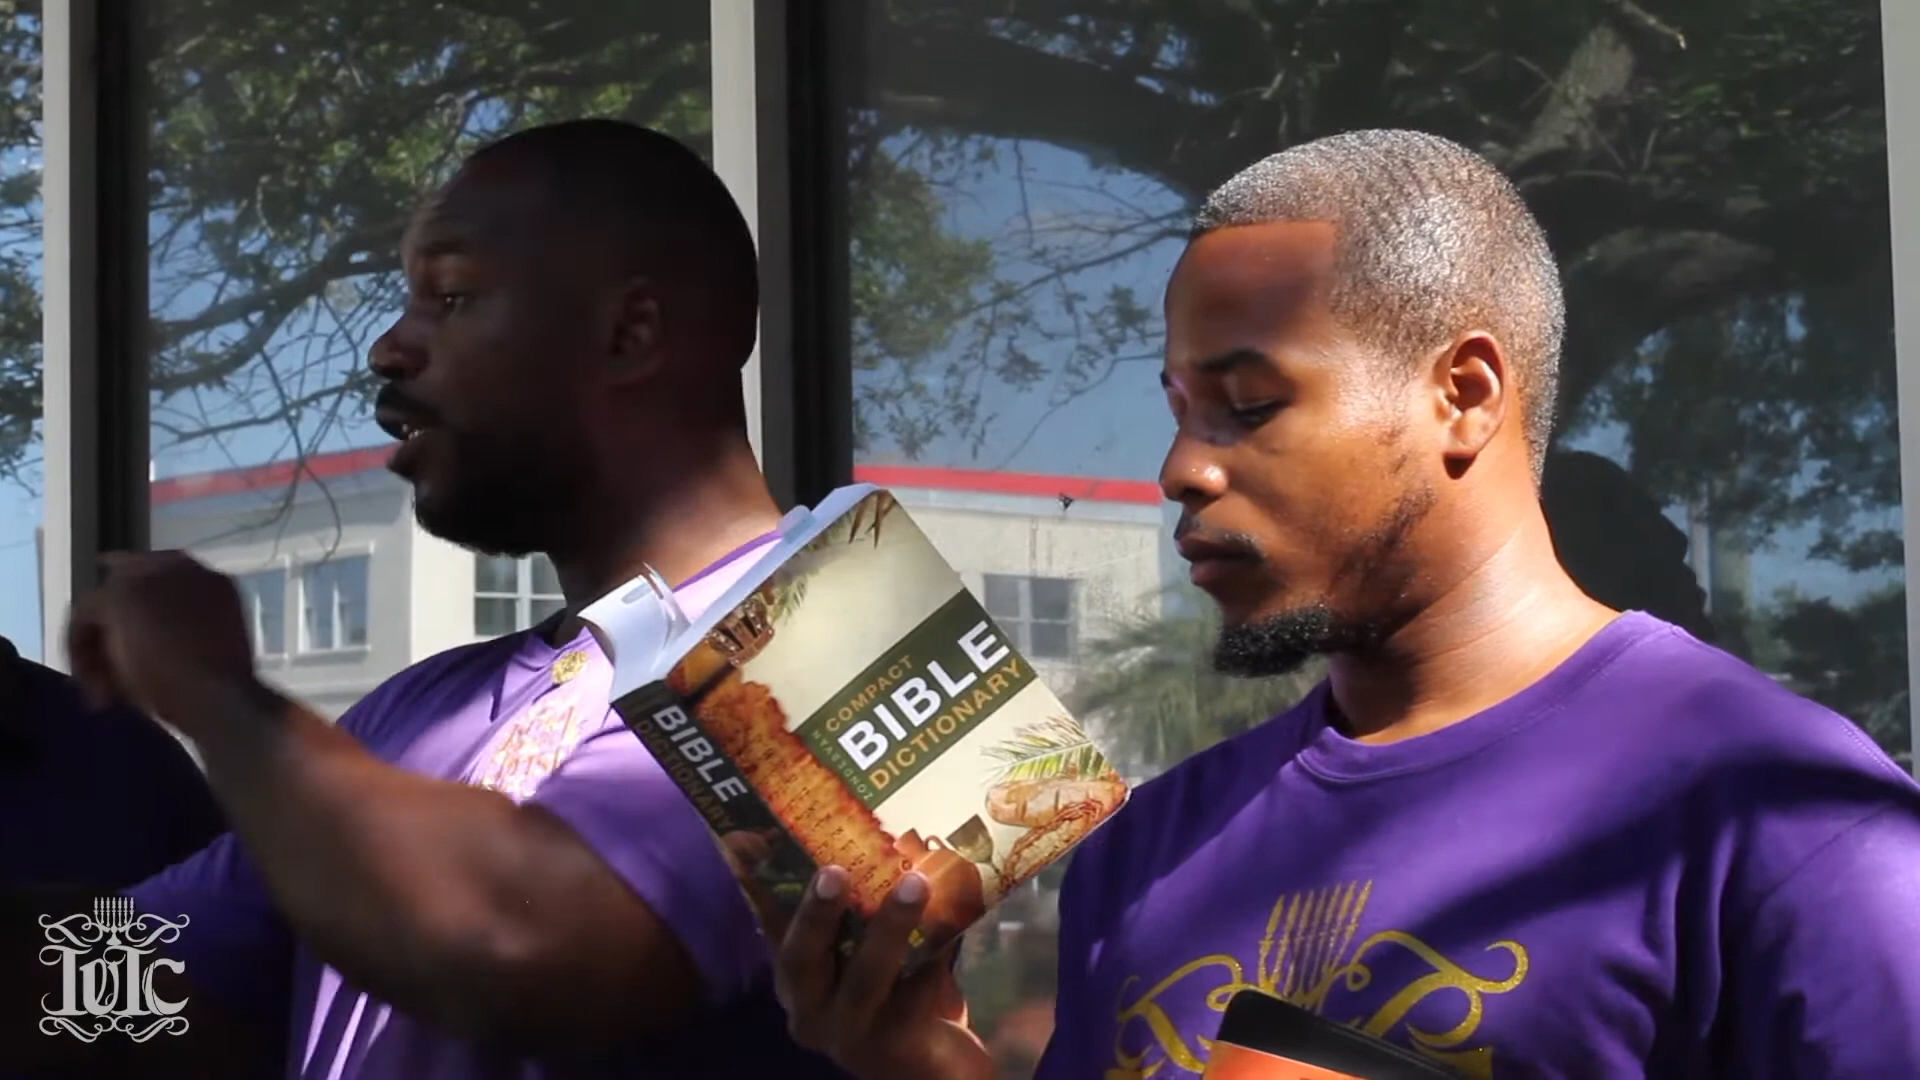 COMPACT
BIBLE
DICTIONARY
ZONDERVAN
BIBLE
DICTIONARY
IUIC